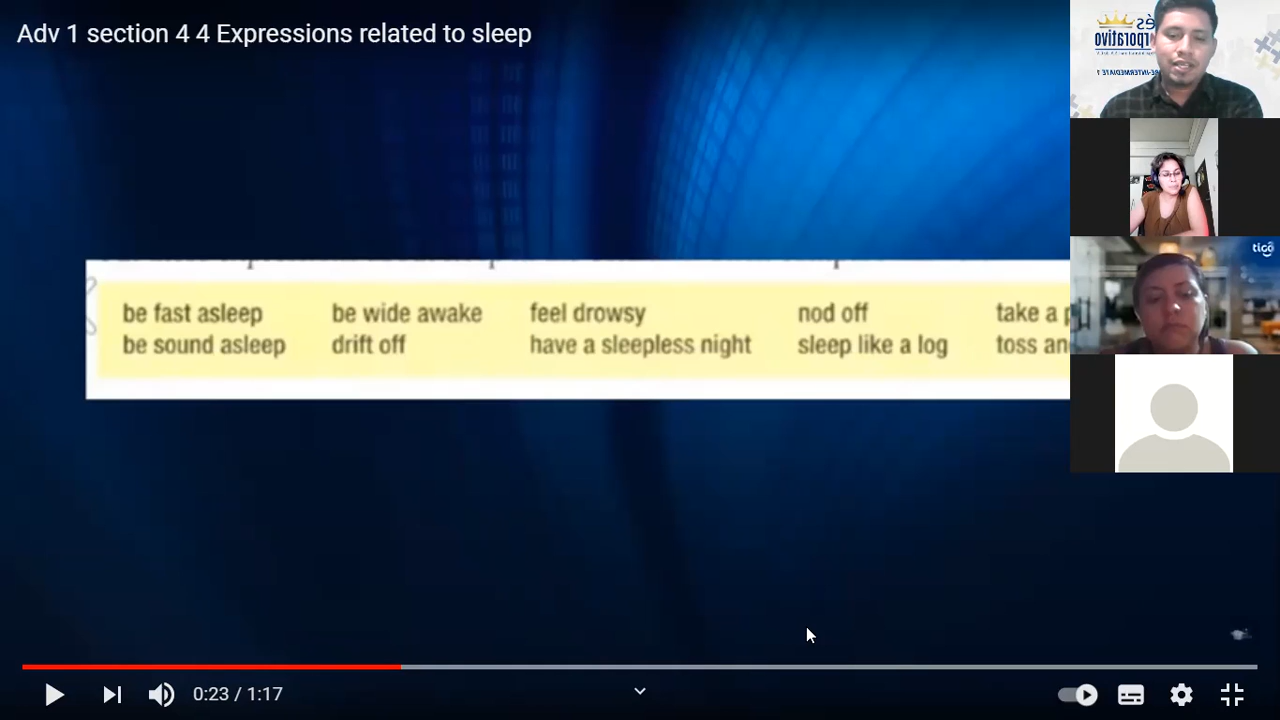 Adv 1 section 4 4 Expressions related to sleep
be fast asleep be wide awake feel drowsy nod off take a
be sound asleep drift off have a sleepless night sleep like a log toss
0:23 / 1:17
tigo